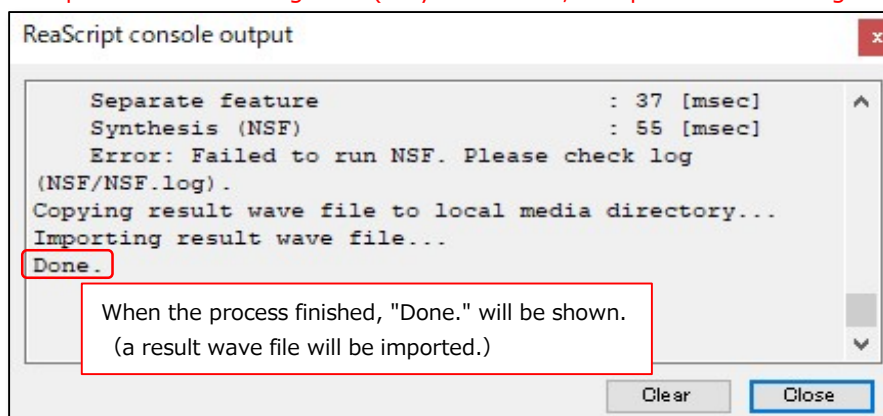 ReaScript console output
x
Separate feature : 37 [msec]
Synthesis (NSF) : 55 [msec]
Error: Failed to run NSF. Please check log
(NSF/NSF.log).
Copying result wave file to local media directory...
Importing result wave file...
Done.
When the process finished, "Done." will be shown.
(a result wave file will be imported.)
Clear
Close